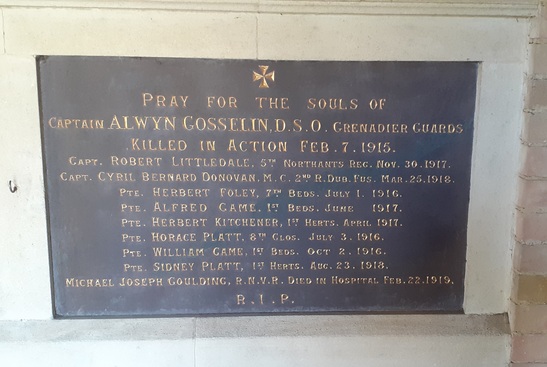 PRAY FOR THE SOULS OF
CAPTAIN ALWYN GOSSELIN, D.S.O. GRENADIER GUARDS
KILLED IN ACTION FEB. 7. 1915.
CAPT. ROBERT LITTLEDALE, 5TH NORTHANTS REG. NOV. 30. 1917.
CAPT. CYRIL BERNARD DONOVAN. M.C. 2ND R. DUB. FUS. MAR. 25. 1918.
PTE. HERBERT FOLEY, 7TH BEDS. JULY 1. 1916.
PTE. ALFRED GAME. 1ST BEDS. JUNE 1917.
PTE. HERBERT KITCHENER, 1ST HERTS. APRIL 1917.
PTE. HORACE PLATT, 8TH GLOS. JULY 3. 1916.
PTE. WILLIAM GAME, 1ST BEDS. OCT 2. 1916.
PTE. SIDNEY PLATT, 1ST HERTS. AUG. 23. 1918.
MICHAEL JOSEPH GOULDING, R.N.V.R. DIED IN HOSPITAL FEB. 22. 1919.
R.I.P.